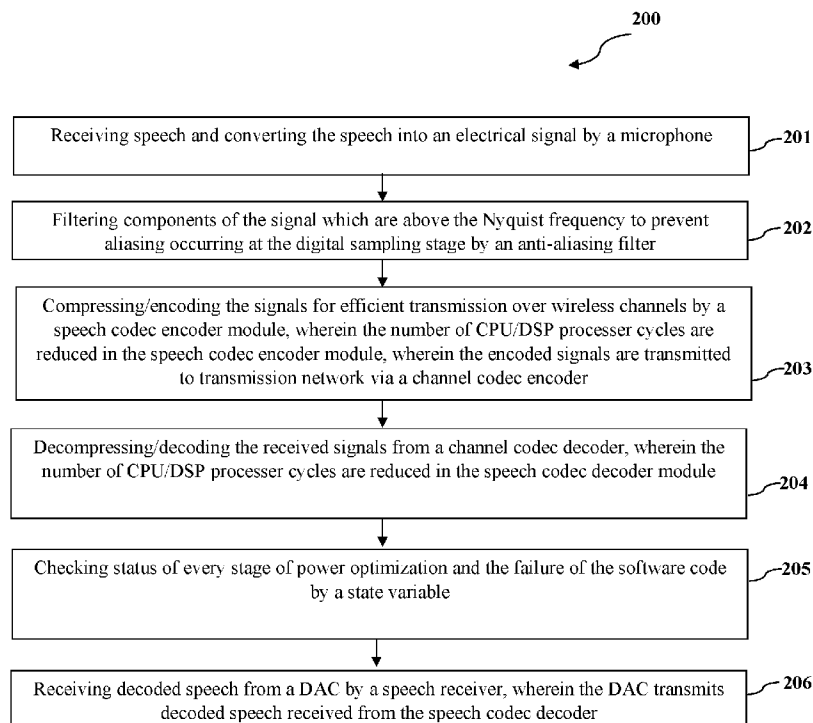 200
Receiving speech and converting the speech into an electrical signal by a microphone
201
Filtering components of the signal which are above the Nyquist frequency to prevent
aliasing occurring at the digital sampling stage by an anti-aliasing filter
202
Compressing/encoding the signals for efficient transmission over wireless channels by a
speech codec encoder module, wherein the number of CPU/DSP processer cycles are
reduced in the speech codec encoder module, wherein the encoded signals are transmitted
to transmission network via a channel codec encoder
203
Decompressing/decoding the received signals from a channel codec decoder, wherein the
number of CPU/DSP processer cycles are reduced in the speech codec decoder module
204
Checking status of every stage of power optimization and the failure of the software code
by a state variable
205
Receiving decoded speech from a DAC by a speech receiver, wherein the DAC transmits
decoded speech received from the speech codec decoder
206